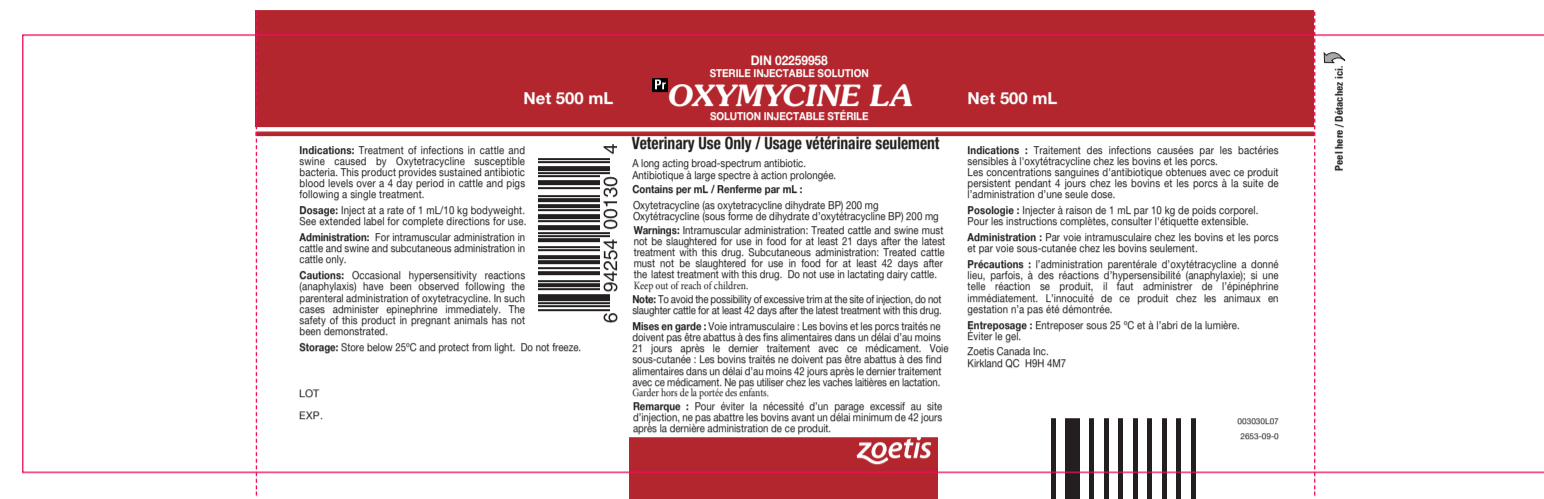 DIN 02259958
STERILE INJECTABLE SOLUTION
Net 500 mL
Pr OXYMYCINE LA
Net 500 mL
SOLUTION INJECTABLE STÉRILE
Indications: Treatment of infections in cattle and
swine caused by Oxytetracycline susceptible
bacteria. This product provides sustained antibiotic
blood levels over a 4 day period in cattle and pigs
following a single treatment.
Dosage: Inject at a rate of 1 mL/10 kg bodyweight.
See extended label for complete directions for use.
Administration: For intramuscular administration in
cattle and swine and subcutaneous administration in
cattle only.
Cautions: Occasional hypersensitivity reactions
(anaphylaxis) have been observed following the
parenteral administration of oxytetracycline. In such
cases administer epinephrine immediately. The
safety of this product in pregnant animals has not
been demonstrated.
Storage: Store below 25ºC and protect from light. Do not freeze.
LOT
EXP.
6 94254 00130 4
Veterinary Use Only / Usage vétérinaire seulement
A long acting broad-spectrum antibiotic.
Antibiotique à large spectre à action prolongée.
Contains per mL / Renferme par mL :
Oxytetracycline (as oxytetracycline dihydrate BP) 200 mg
Oxytétracycline (sous forme de dihydrate d'oxytétracycline BP) 200 mg
Warnings: Intramuscular administration: Treated cattle and swine must
not be slaughtered for use in food for at least 21 days after the latest
treatment with this drug. Subcutaneous administration: Treated cattle
must not be slaughtered for use in food for at least 42 days after
the latest treatment with this drug. Do not use in lactating dairy cattle.
Keep out of reach of children.
Note: To avoid the possibility of excessive trim at the site of injection, do not
slaughter cattle for at least 42 days after the latest treatment with this drug.
Mises en garde : Voie intramusculaire : Les bovins et les porcs traités ne
doivent pas être abattus à des fins alimentaires dans un délai d'au moins
21 jours après le dernier traitement avec ce médicament. Voie
sous-cutanée : Les bovins traités ne doivent pas être abattus à des find
alimentaires dans un délai d'au moins 42 jours après le dernier traitement
avec ce médicament. Ne pas utiliser chez les vaches laitières en lactation.
Garder hors de la portée des enfants.
Remarque : Pour éviter la nécessité d'un parage excessif au site
d'injection, ne pas abattre les bovins avant un délai minimum de 42 jours
après la dernière administration de ce produit.
zoetis
Indications : Traitement des infections causées par les bactéries
sensibles à l'oxytétracycline chez les bovins et les porcs.
Les concentrations sanguines d'antibiotique obtenues avec ce produit
persistent pendant 4 jours chez les bovins et les porcs à la suite de
l'administration d'une seule dose.
Posologie : Injecter à raison de 1 mL par 10 kg de poids corporel.
Pour les instructions complètes, consulter l'étiquette extensible.
Administration : Par voie intramusculaire chez les bovins et les porcs
et par voie sous-cutanée chez les bovins seulement.
Précautions : l'administration parentérale d'oxytétracycline a donné
lieu, parfois, à des réactions d'hypersensibilité (anaphylaxie); si une
telle réaction se produit, il faut administrer de l'épinéphrine
immédiatement. L'innocuité de ce produit chez les animaux en
gestation n'a pas été démontrée.
Entreposage : Entreposer sous 25 ºC et à l'abri de la lumière.
Éviter le gel.
Zoetis Canada Inc.
Kirkland QC H9H 4M7
003030L07
2653-09-0
Peel here / Détachez ici.